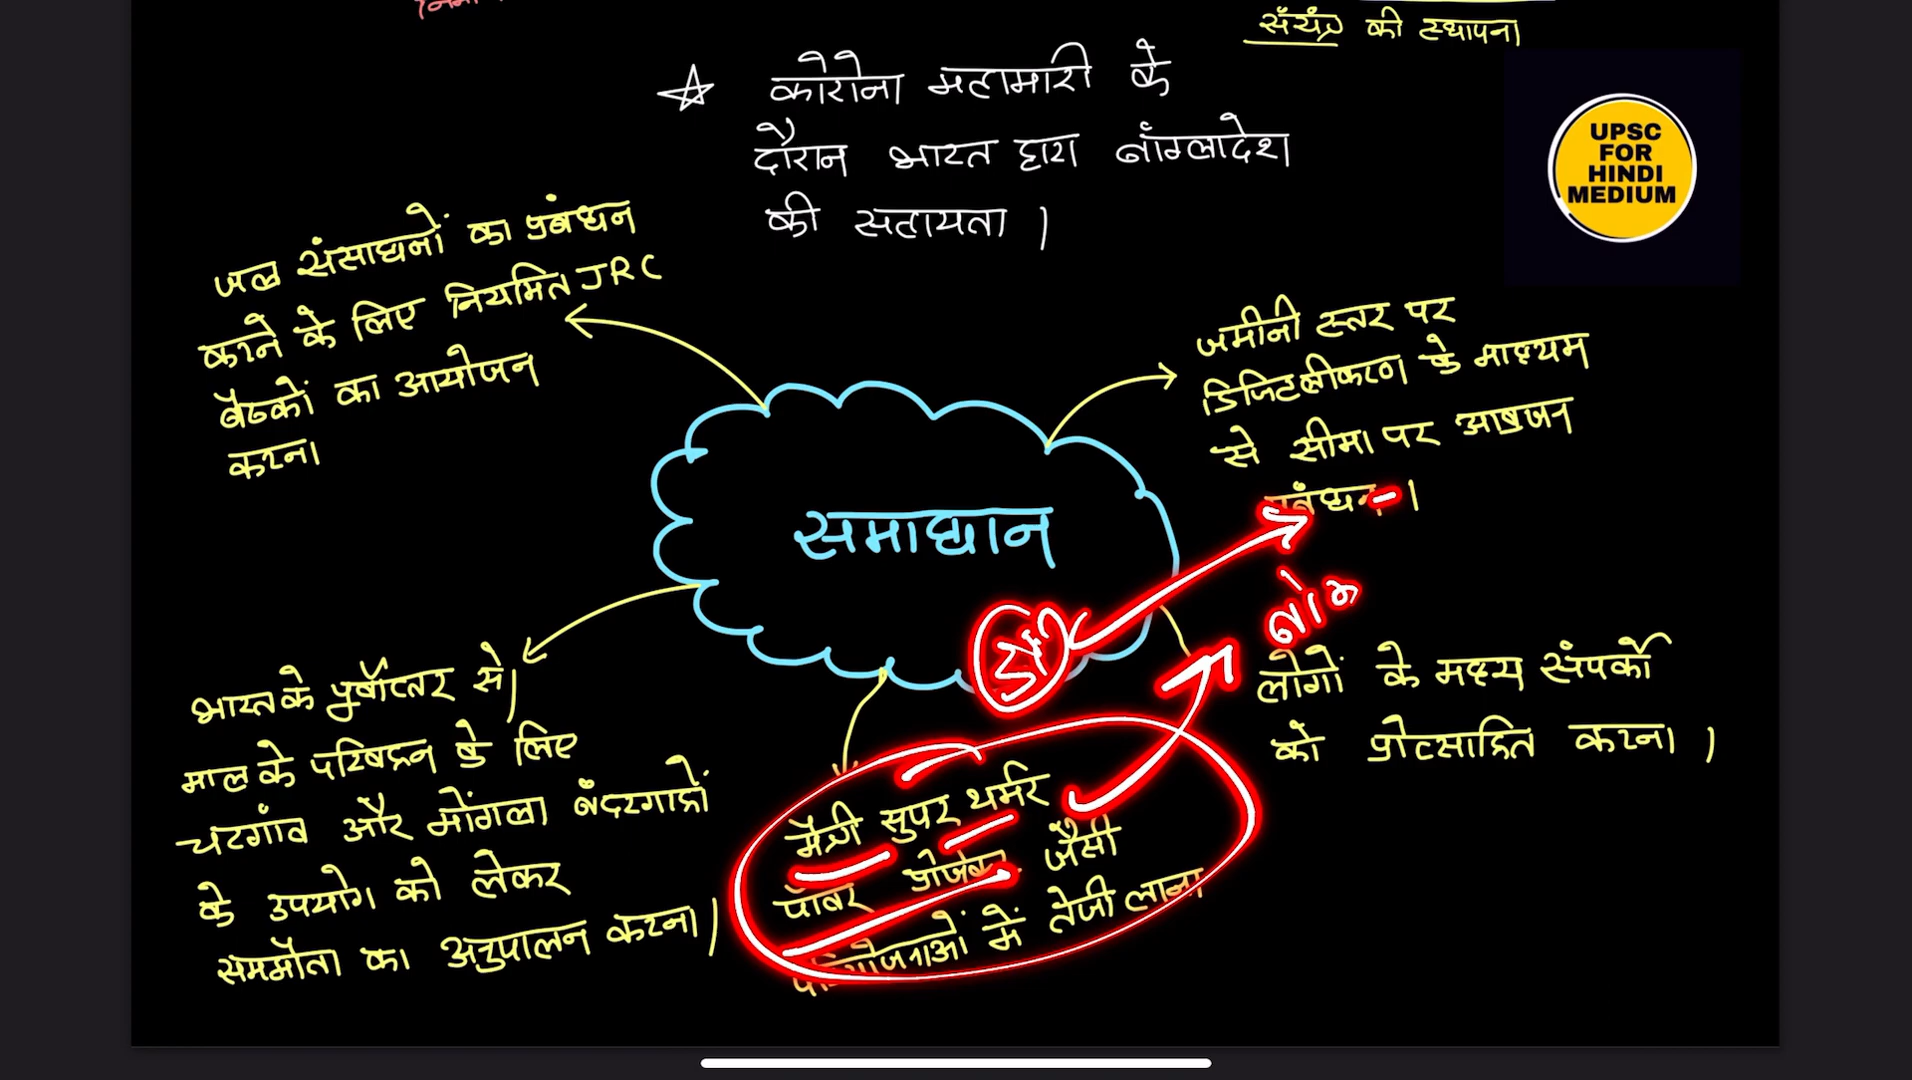 संयंत्र की स्थापना
☆ कोरोना महामारी के
दौरान भारत द्वारा बांग्लादेश
की सहायता ।
UPSC
FOR
HINDI
MEDIUM
जल संसाधनों का प्रबंधन
करने के लिए नियमित JRC
बैठकों का आयोजन
करना।
जमीनी स्तर पर
डिजिटलीकरण के माध्यम
से सीमा पर आव्रजन
प्रबंधन ।
समाधान
लोगों के मध्य संपर्कों
को प्रोत्साहित करना ।
भारत के पूर्वोत्तर से
माल के परिवहन के लिए
चटगांव और मोंगला बंदरगाहों
के उपयोग को लेकर
समझौता का अनुपालन करना।
मैत्री सुपर थर्मल
पॉवर प्रोजेक्ट जैसी
परियोजनाओं में तेजी लाना